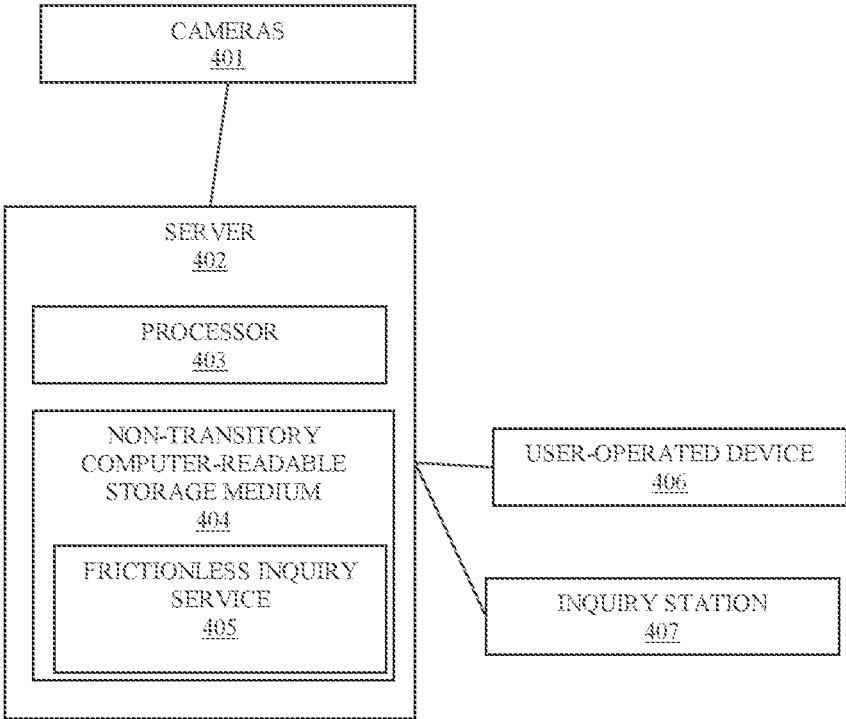 CAMERAS
401
SERVER
402
PROCESSOR
403
NON-TRANSITORY
COMPUTER-READABLE
STORAGE MEDIUM
404
FRICTIONLESS INQUIRY
SERVICE
405
USER-OPERATED DEVICE
406
INQUIRY STATION
407